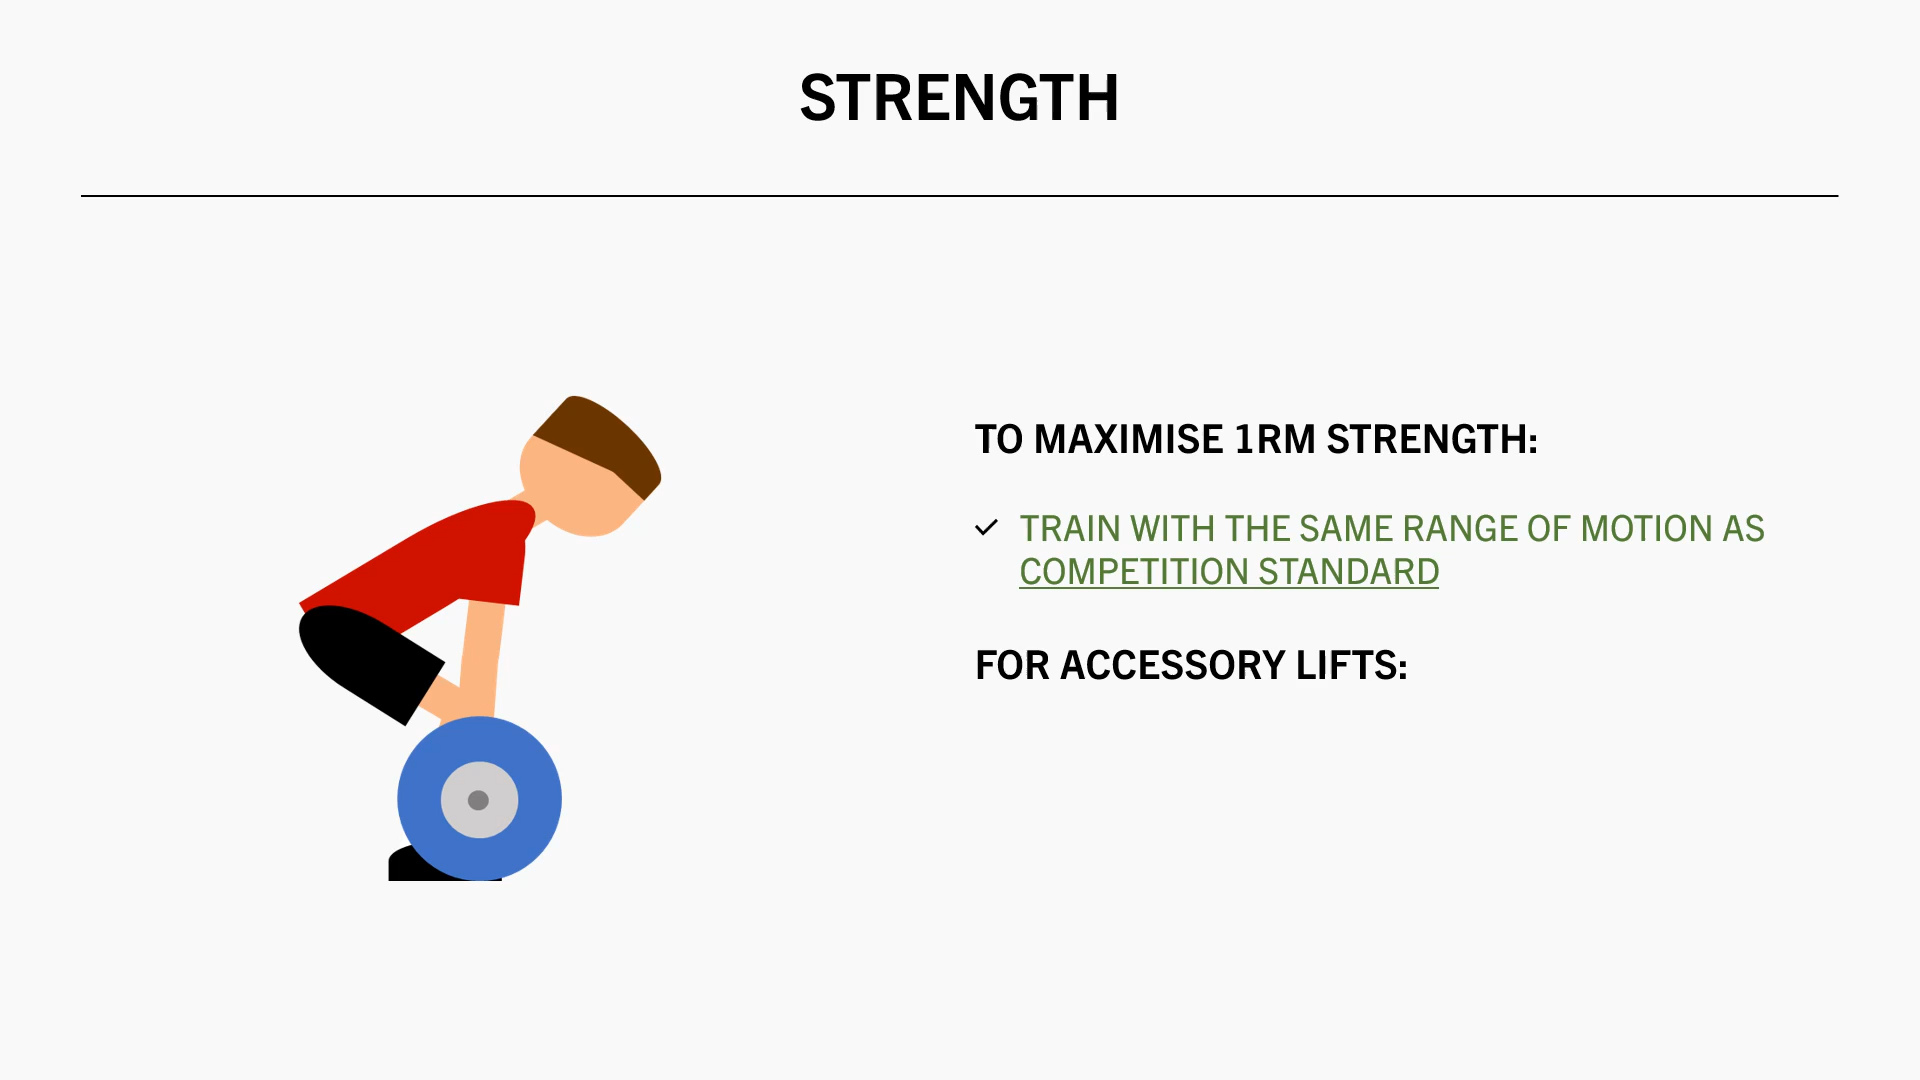 STRENGTH
TO MAXIMISE 1RM STRENGTH:
TRAIN WITH THE SAME RANGE OF MOTION AS
COMPETITION STANDARD
FOR ACCESSORY LIFTS: